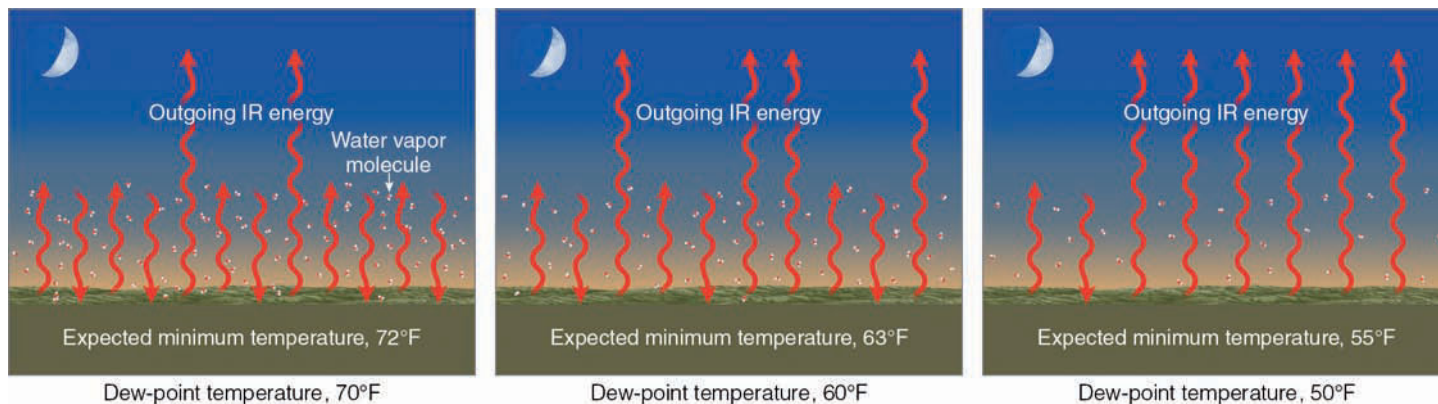 Outgoing IR energy
Water vapor
molecule
Expected minimum temperature, 72°F
Dew-point temperature, 70°F
Outgoing IR energy
Expected minimum temperature, 63°F
Dew-point temperature, 60°F
Outgoing IR energy
Expected minimum temperature, 55°F
Dew-point temperature, 50°F